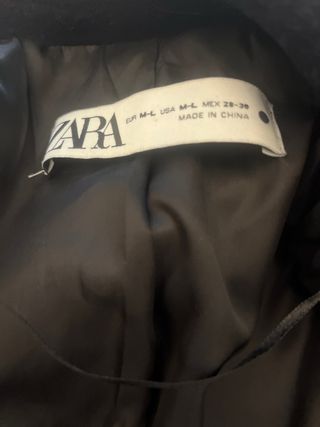 ZARA
EUR M-L USA M-L MEX 28-30
MADE IN CHINA